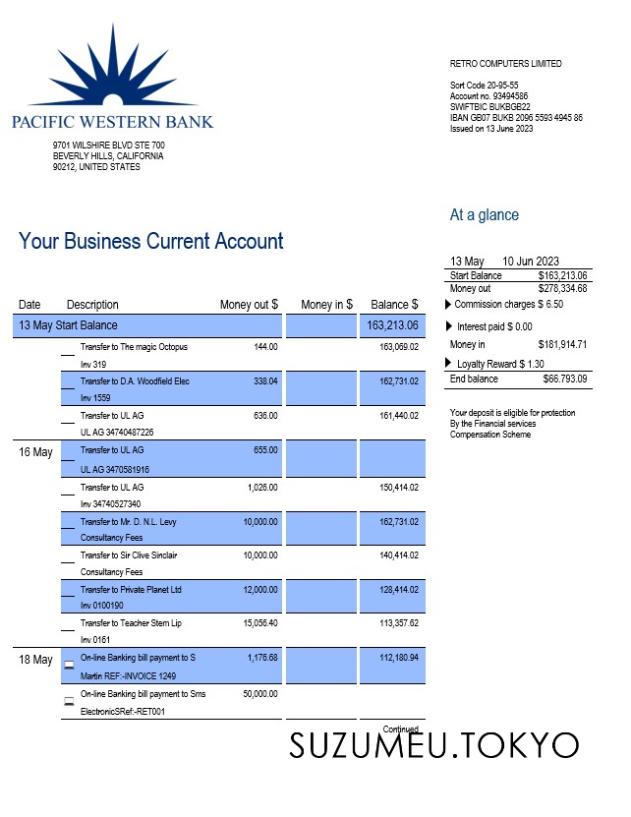 PACIFIC WESTERN BANK
9701 WILSHIRE BLVD STE 700
BEVERLY HILLS, CALIFORNIA
90212, UNITED STATES
RETRO COMPUTERS LIMITED
Sort Code 20-95-55
Account no. 93494586
SWIFTBIC BUKBGB22
IBAN GB07 BUKB 2096 5593 4945 86
Issued on 13 June 2023
At a glance
13 May 10 Jun 2023
Start Balance $163,213.06
Money out $278,334.68
Commission charges $ 6.50
Interest paid $ 0.00
Money in $181,914.71
Loyalty Reward $ 1.30
End balance $66.793.09
Your deposit is eligible for protection
By the Financial services
Compensation Scheme
Your Business Current Account
Date Description Money out $ Money in $ Balance $
13 May Start Balance 163,213.06
Transfer to The magic Octopus 144.00 163,069.02
Inv 319
Transfer to D.A. Woodfield Elec 338.04 162,731.02
Inv 1559
Transfer to UL AG 636.00 161,440.02
UL AG 34740487226
16 May Transfer to UL AG 655.00
UL AG 3470581916
Transfer to UL AG 1,026.00 150,414.02
Inv 34740527340
Transfer to Mr. D. N.L. Levy 10,000.00 162,731.02
Consultancy Fees
Transfer to Sir Clive Sinclair 10,000.00 140,414.02
Consultancy Fees
Transfer to Private Planet Ltd 12,000.00 128,414.02
Inv 0100190
Transfer to Teacher Stem Lip 15,056.40 113,357.62
Inv 0161
18 May On-line Banking bill payment to S 1,176.68 112,180.94
Martin REF:-INVOICE 1249
On-line Banking bill payment to Sms 50,000.00
ElectronicSRef:-RET001
Continued
SUZUMEU.TOKYO